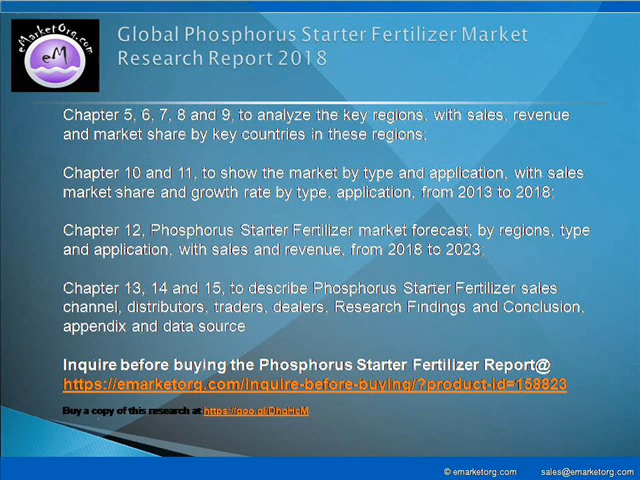 eMarketOrg.com
eM
Global Phosphorus Starter Fertilizer Market
Research Report 2018
Chapter 5, 6, 7, 8 and 9, to analyze the key regions, with sales, revenue
and market share by key countries in these regions;
Chapter 10 and 11, to show the market by type and application, with sales
market share and growth rate by type, application, from 2013 to 2018;
Chapter 12, Phosphorus Starter Fertilizer market forecast, by regions, type
and application, with sales and revenue, from 2018 to 2023;
Chapter 13, 14 and 15, to describe Phosphorus Starter Fertilizer sales
channel, distributors, traders, dealers, Research Findings and Conclusion,
appendix and data source
Inquire before buying the Phosphorus Starter Fertilizer Report@
https://emarketorg.com/inquire-before-buying/?product-id=158823
Buy a copy of this research at https://goo.gl/DhqHcM
© emarketorg.com sales@emarketorg.com